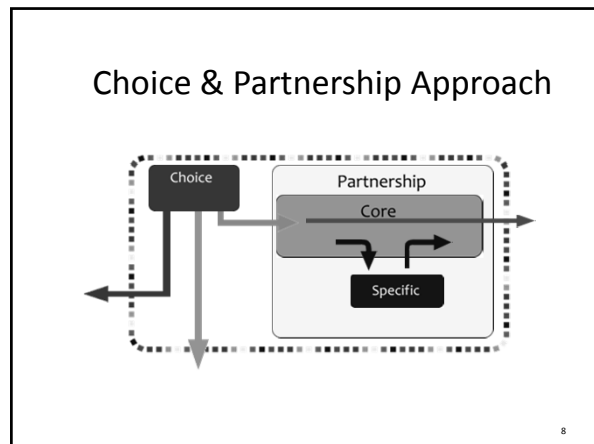 Choice & Partnership Approach
Choice
Partnership
Core
Specific
8